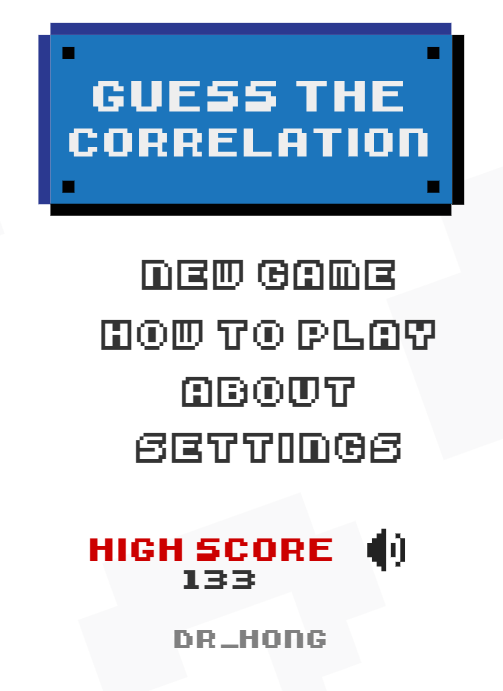 GUESS THE
CORRELATION
NEW GAME
HOW TO PLAY
ABOUT
SETTINGS
HIGH SCORE
133
DR_HONG